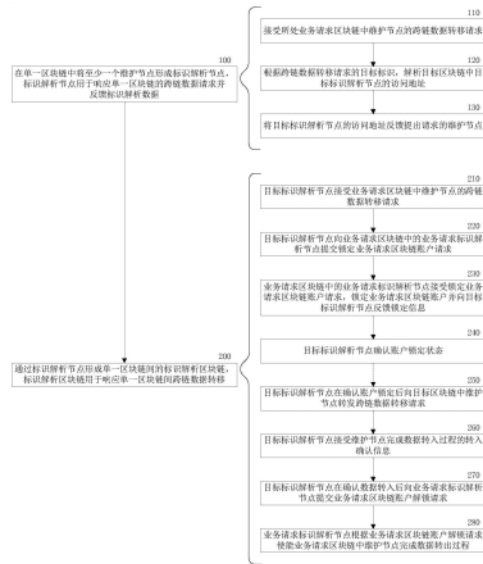 100
在单一区块链中将至少一个维护节点形成标识解析节点,
标识解析节点用于响应单一区块链的跨链数据请求并
反馈标识解析数据
110
接受所处业务请求区块链中维护节点的跨链数据转移请求
120
根据跨链数据转移请求的目标标识,解析目标区块链中目
标标识解析节点的访问地址
130
将目标标识解析节点的访问地址反馈提出请求的维护节点
200
通过标识解析节点形成单一区块链间的标识解析区块链,
标识解析区块链用于响应单一区块链间跨链数据转移
210
目标标识解析节点接受业务请求区块链中维护节点的跨链
数据转移请求
220
目标标识解析节点向业务请求区块链中的业务请求标识解
析节点提交锁定业务请求区块链账户请求
230
业务请求区块链中的业务请求标识解析节点接受锁定业务
请求区块链账户请求,锁定业务请求区块链账户并向目标
标识解析节点反馈锁定信息
240
目标标识解析节点确认账户锁定状态
250
目标标识解析节点在确认账户锁定后向目标区块链中维护
节点转发跨链数据转移请求
260
目标标识解析节点接受维护节点完成数据转入过程的转入
确认信息
270
目标标识解析节点在确认数据转入后向业务请求标识解析
节点提交业务请求区块链账户解锁请求
280
业务请求标识解析节点根据业务请求区块链账户解锁请求
使能业务请求区块链中维护节点完成数据转出过程